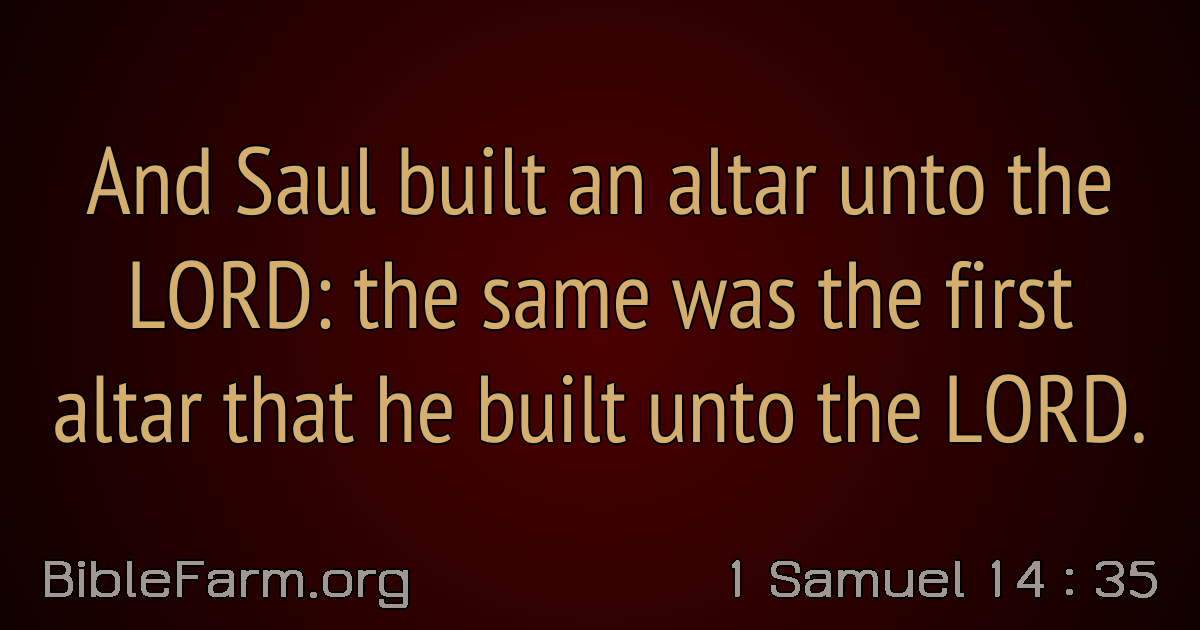 And Saul built an altar unto the
LORD: the same was the first
altar that he built unto the LORD.
BibleFarm.org
1 Samuel 14 : 35